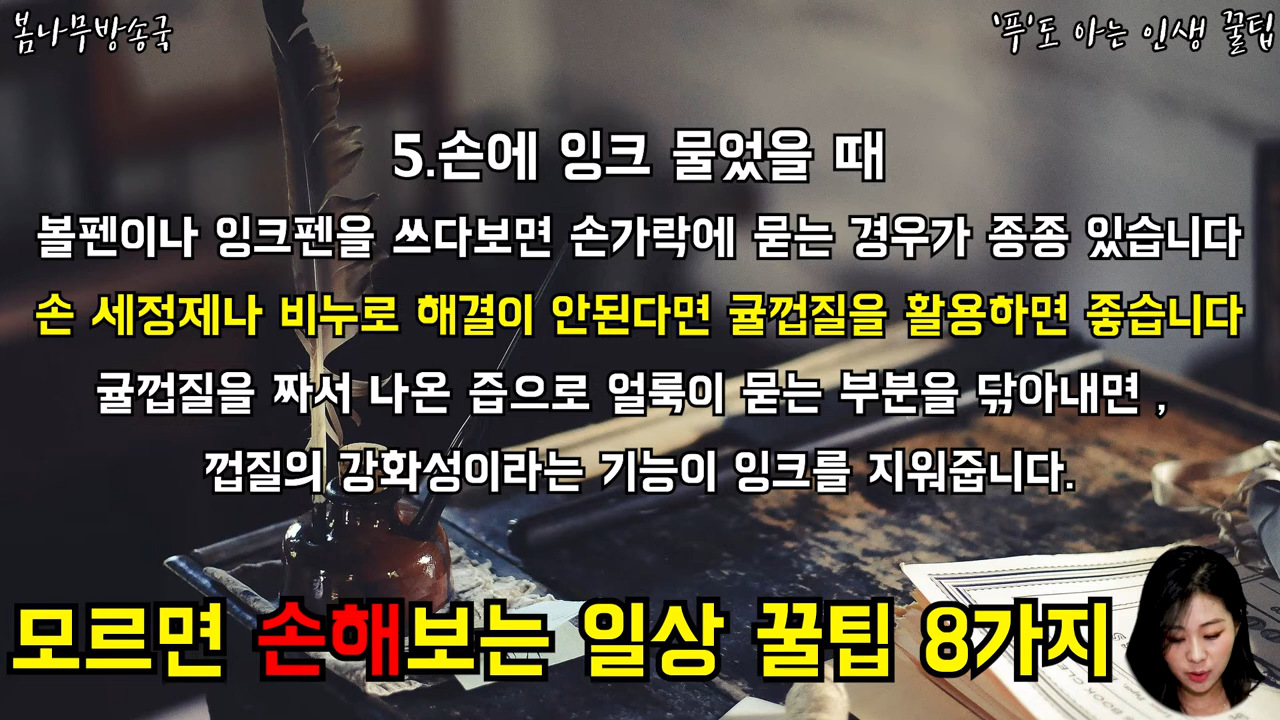 봄나무방송국
'푸'도 아는 인생 꿀팁
5.손에 잉크 물었을 때
볼펜이나 잉크펜을 쓰다보면 손가락에 묻는 경우가 종종 있습니다
손 세정제나 비누로 해결이 안된다면 귤껍질을 활용하면 좋습니다
귤껍질을 짜서 나온 즙으로 얼룩이 묻는 부분을 닦아내면 ,
껍질의 강화성이라는 기능이 잉크를 지워줍니다.
모르면 손해보는 일상 꿀팁 8가지